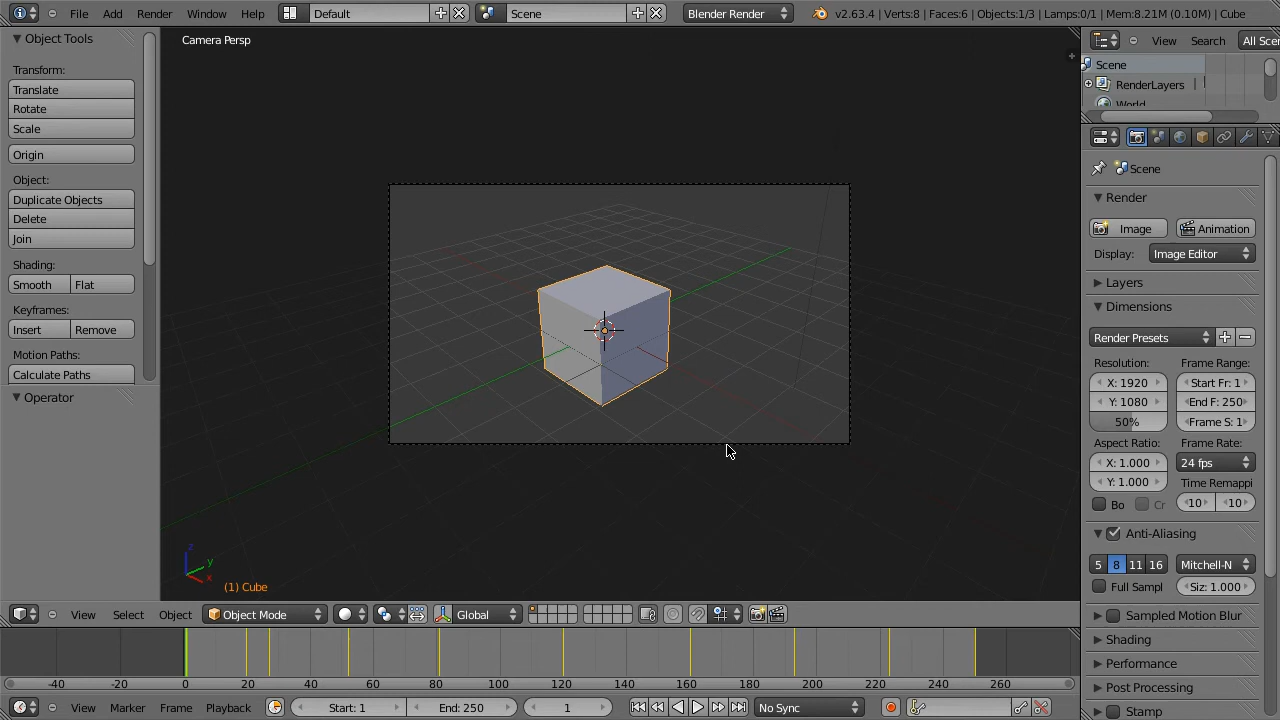 File Add Render Window Help Default Scene Blender Render v2.63.4 | Verts:8 | Faces:6 | Objects:1/3 | Lamps:0/1 | Mem:8.21M (0.10M) | Cube
Object Tools
Transform:
Translate
Rotate
Scale
Origin
Object:
Duplicate Objects
Delete
Join
Shading:
Smooth Flat
Keyframes:
Insert Remove
Motion Paths:
Calculate Paths
Operator
Camera Persp
z
y
x
(1) Cube
View Search All Scen
Scene
RenderLayers
World
Scene
Render
Image Animation
Display: Image Editor
Layers
Dimensions
Render Presets
Resolution: Frame Range:
X: 1920 Start Fr: 1
Y: 1080 End F: 250
50% Frame S: 1
Aspect Ratio: Frame Rate:
X: 1.000 24 fps
Y: 1.000 Time Remappi
Bo Cr 10 10
Anti-Aliasing
5 8 11 16 Mitchell-N
Full Sampl Siz: 1.000
Sampled Motion Blur
Shading
Performance
Post Processing
Stamp
View Select Object Object Mode Global
-40 -20 0 20 40 60 80 100 120 140 160 180 200 220 240 260
View Marker Frame Playback Start: 1 End: 250 1 No Sync